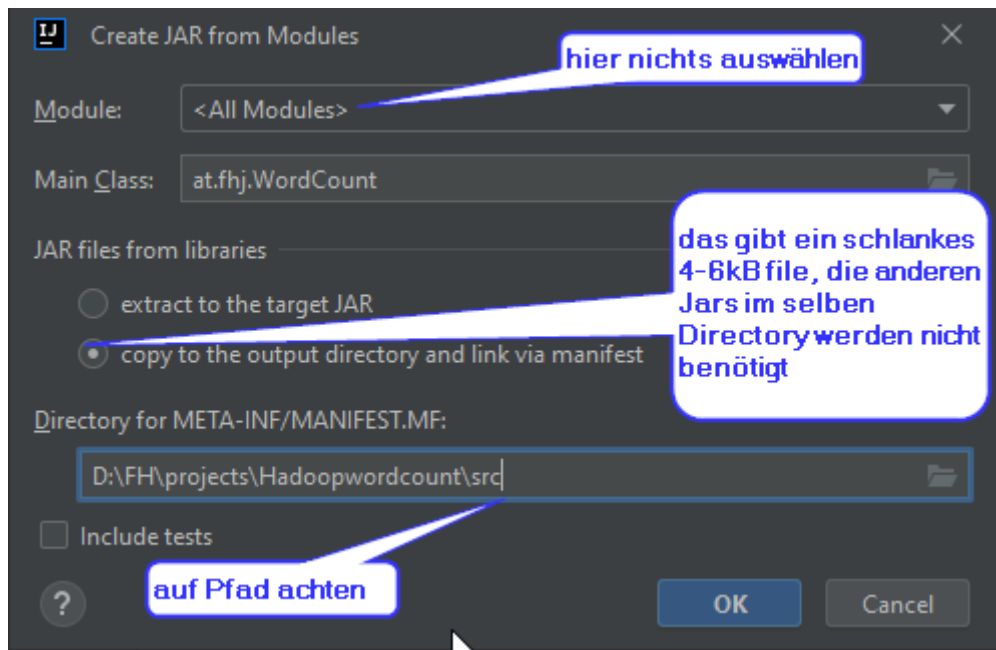 IJ
Create JAR from Modules
hier nichts auswählen
Module:
<All Modules>
Main Class:
at.fhj.WordCount
das gibt ein schlankes
4-6kB file, die anderen
Jars im selben
Directory werden nicht
benötigt
JAR files from libraries
extract to the target JAR
copy to the output directory and link via manifest
Directory for META-INF/MANIFEST.MF:
D:\FH\projects\Hadoopwordcount\src
Include tests
auf Pfad achten
?
OK
Cancel